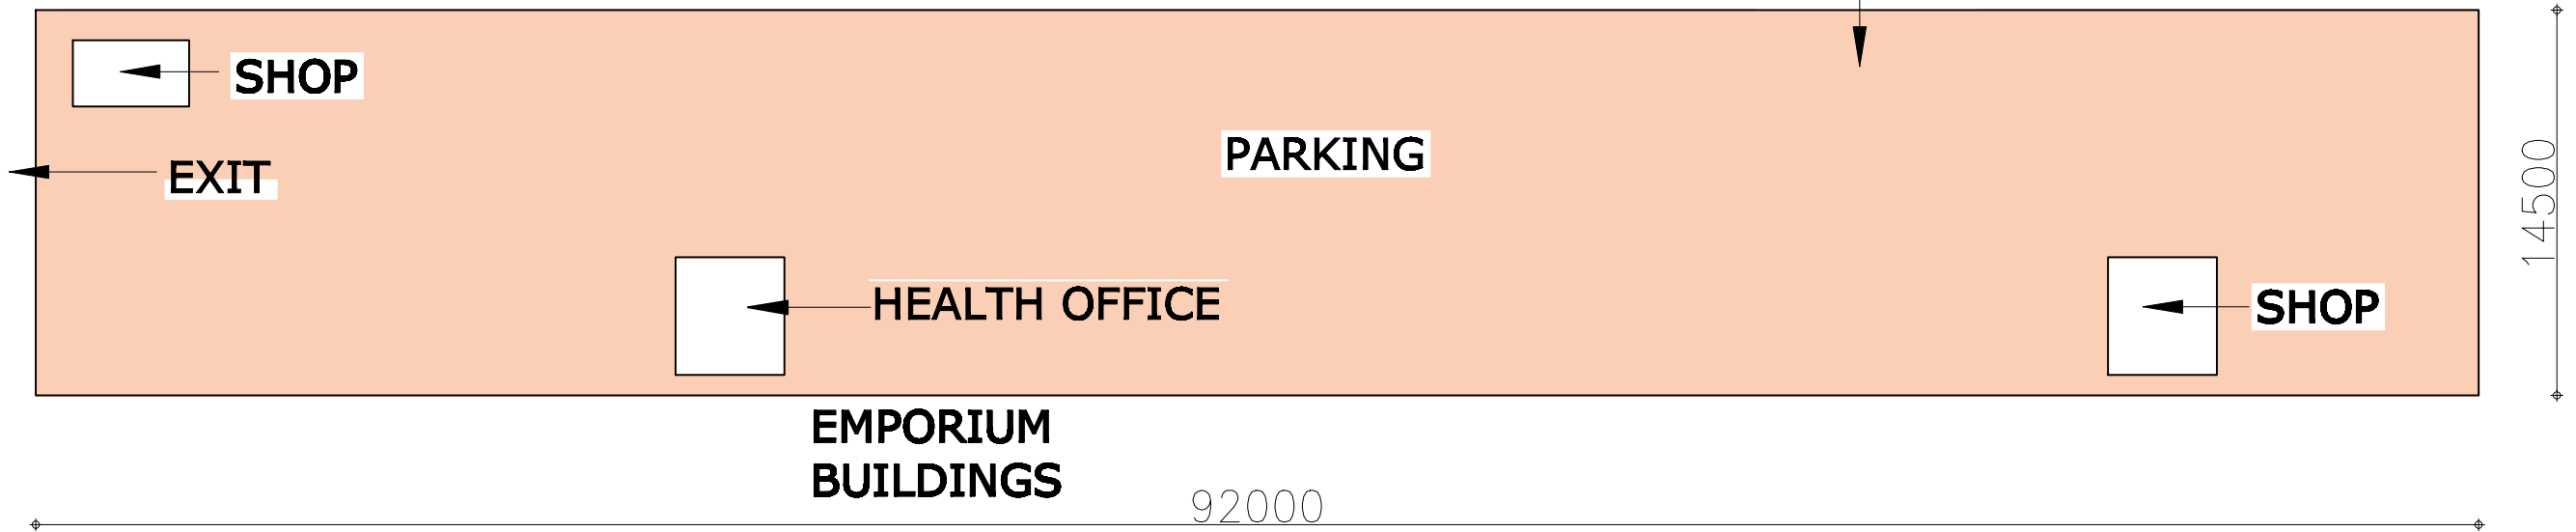 SHOP
PARKING
EXIT
14500
HEALTH OFFICE
SHOP
EMPORIUM
BUILDINGS
92000